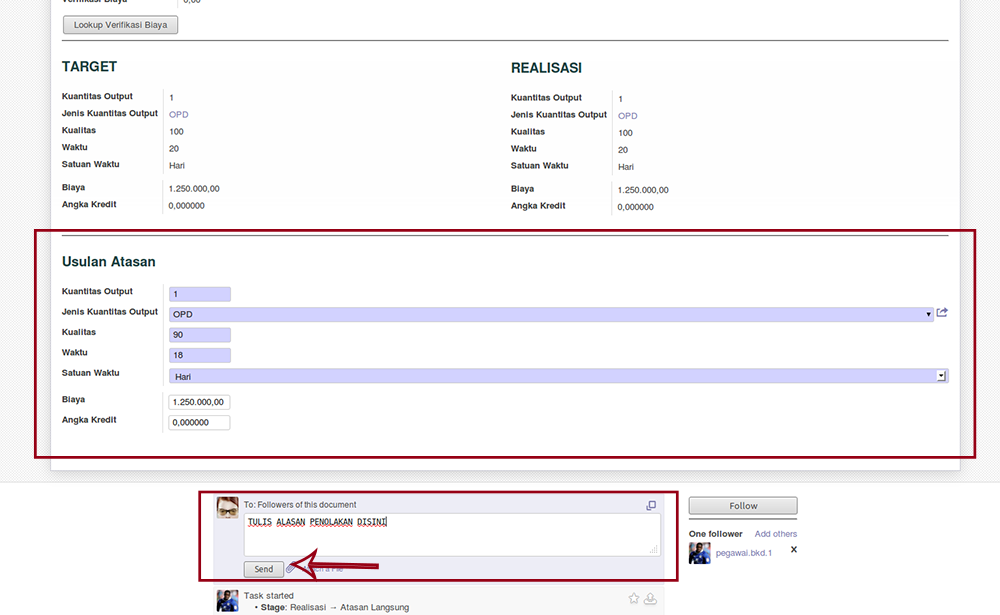 Verifikasi Biaya 0,00
Lookup Verifikasi Biaya
TARGET
Kuantitas Output 1
Jenis Kuantitas Output OPD
Kualitas 100
Waktu 20
Satuan Waktu Hari
Biaya 1.250.000,00
Angka Kredit 0,000000
REALISASI
Kuantitas Output 1
Jenis Kuantitas Output OPD
Kualitas 100
Waktu 20
Satuan Waktu Hari
Biaya 1.250.000,00
Angka Kredit 0,000000
Usulan Atasan
Kuantitas Output 1
Jenis Kuantitas Output OPD
Kualitas 90
Waktu 18
Satuan Waktu Hari
Biaya 1.250.000,00
Angka Kredit 0,000000
To: Followers of this document
TULIS ALASAN PENOLAKAN DISINI
Send
Task started
• Stage: Realisasi → Atasan Langsung
Follow
One follower Add others
pegawai.bkd.1 X